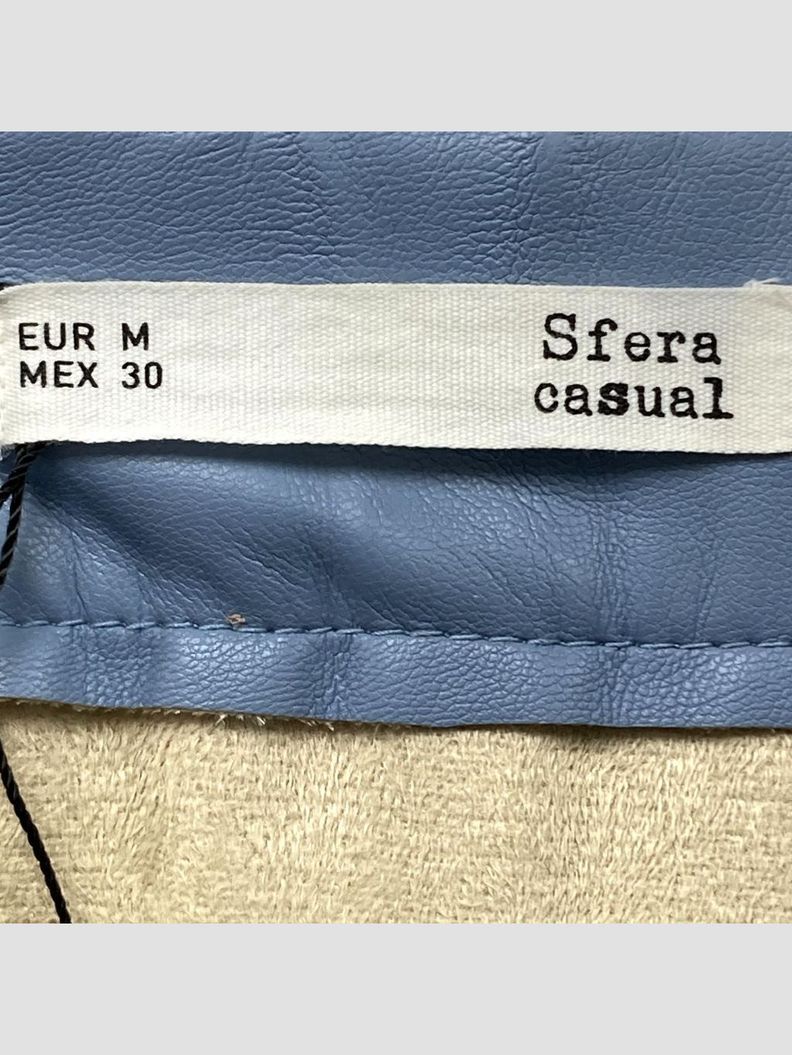 EUR M
MEX 30
Sfera
casual